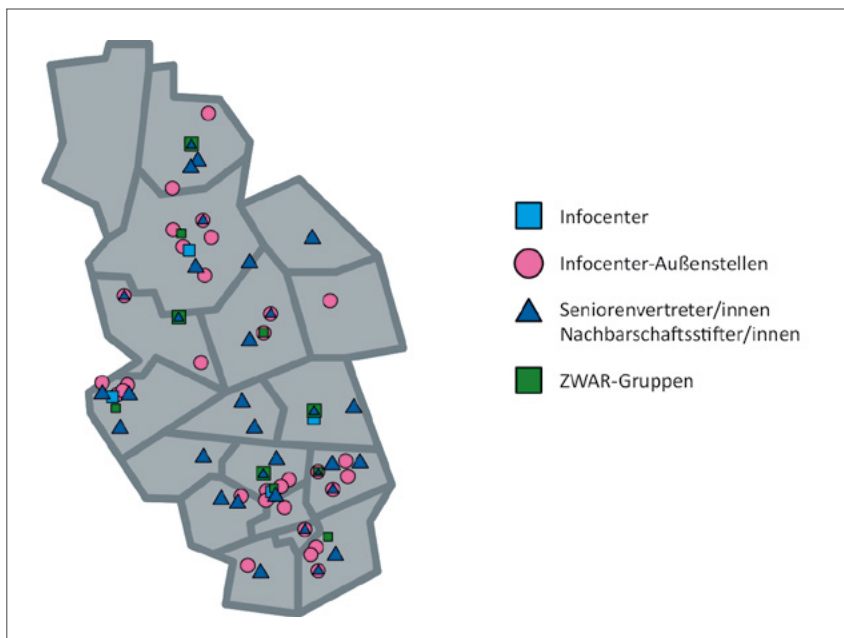 Infocenter
Infocenter-Außenstellen
Seniorenvertreter/innen
Nachbarschaftsstifter/innen
ZWAR-Gruppen